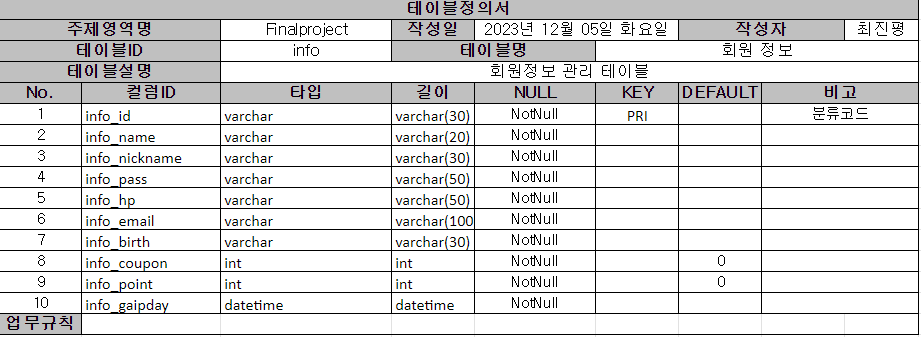 테이블정의서
주제영역명 Finalproject 작성일 2023년 12월 05일 화요일 작성자 최진평
테이블ID info 테이블명 회원 정보
테이블설명 회원정보 관리 테이블
No. 컬럼ID 타입 길이 NULL KEY DEFAULT 비고
1 info_id varchar varchar(30) NotNull PRI 분류코드
2 info_name varchar varchar(20) NotNull
3 info_nickname varchar varchar(30) NotNull
4 info_pass varchar varchar(50) NotNull
5 info_hp varchar varchar(50) NotNull
6 info_email varchar varchar(100 NotNull
7 info_birth varchar varchar(30) NotNull
8 info_coupon int int NotNull 0
9 info_point int int NotNull 0
10 info_gaipday datetime datetime NotNull
업무규칙